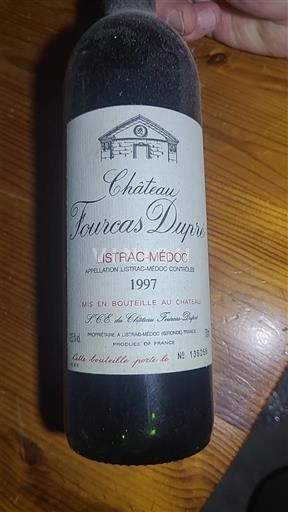 Château
Fourcas Dupré
LISTRAC-MÉDOC
APPELLATION LISTRAC-MÉDOC CONTRÔLÉE
1997
MIS EN BOUTEILLE AU CHATEAU
S.C.E. du Château Fourcas-Dupré
PROPRIÉTAIRE A LISTRAC-MÉDOC (GIRONDE) FRANCE
PRODUCE OF FRANCE
Cette bouteille porte le Nº